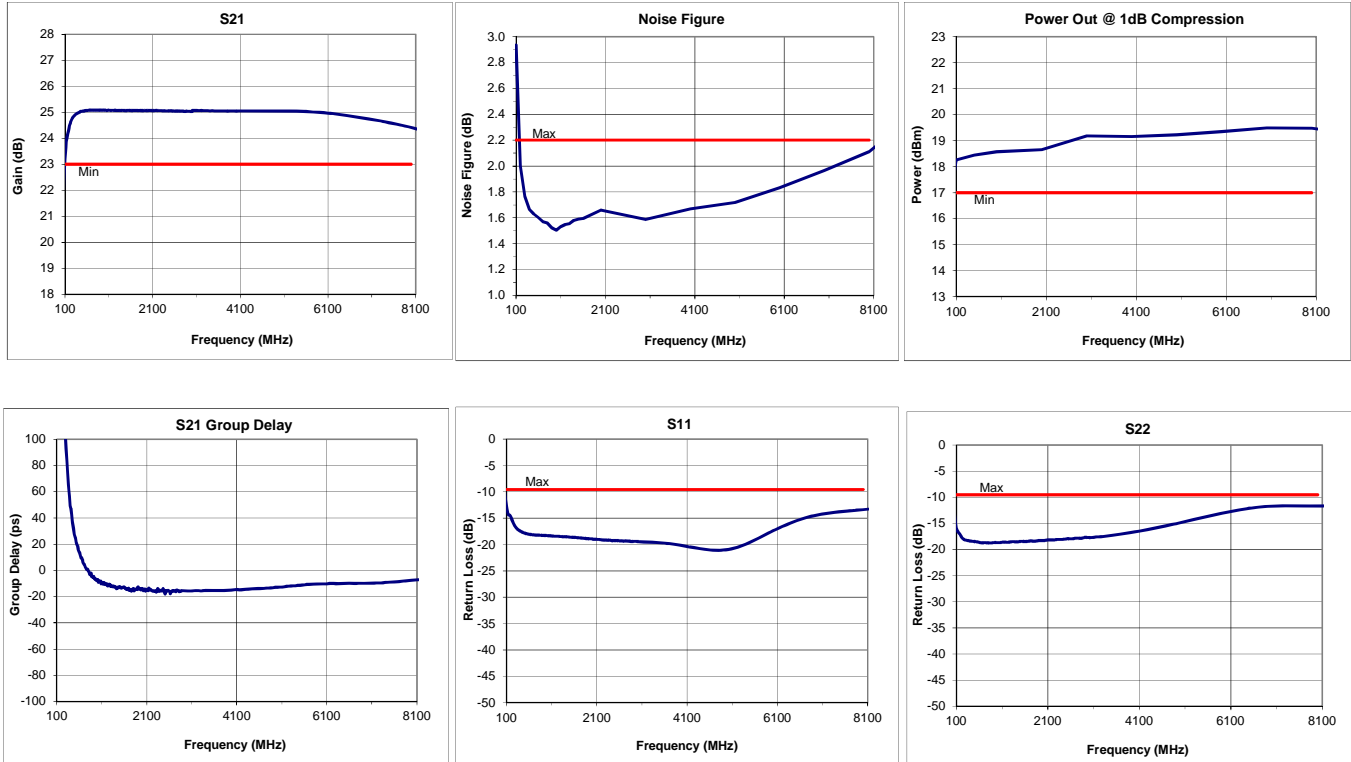 S21
28
27
26
25
24
23
22
21
20
19
18
Gain (dB)
Min
100 2100 4100 6100 8100
Frequency (MHz)
Noise Figure
3.0
2.8
2.6
2.4
2.2
2.0
1.8
1.6
1.4
1.2
1.0
Noise Figure (dB)
Max
100 2100 4100 6100 8100
Frequency (MHz)
Power Out @ 1dB Compression
23
22
21
20
19
18
17
16
15
14
13
Power (dBm)
Min
100 2100 4100 6100 8100
Frequency (MHz)
S21 Group Delay
100
80
60
40
20
0
-20
-40
-60
-80
-100
Group Delay (ps)
100 2100 4100 6100 8100
Frequency (MHz)
S11
0
-5
-10
-15
-20
-25
-30
-35
-40
-45
-50
Return Loss (dB)
Max
100 2100 4100 6100 8100
Frequency (MHz)
S22
0
-5
-10
-15
-20
-25
-30
-35
-40
-45
-50
Return Loss (dB)
Max
100 2100 4100 6100 8100
Frequency (MHz)